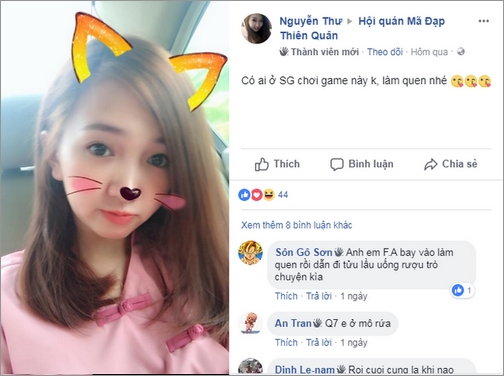 Nguyễn Thư ▸ Hội quán Mã Đạp
Thiên Quân
Thành viên mới · Theo dõi · Hôm qua ·
Có ai ở SG chơi game này k, làm quen nhé 😘😘😘
Thích Bình luận Chia sẻ
44
Xem thêm 8 bình luận khác
Sôn Gô Sơn Anh em F.A bay vào làm
quen rồi dẫn đi tửu lầu uống rượu trò
chuyện kìa
1
Thích · Trả lời · 1 ngày
An Tran Q7 e ở mô rứa
Thích · Trả lời · 1 ngày
Dinh Le-nam Roi cuoi cung la khi nao